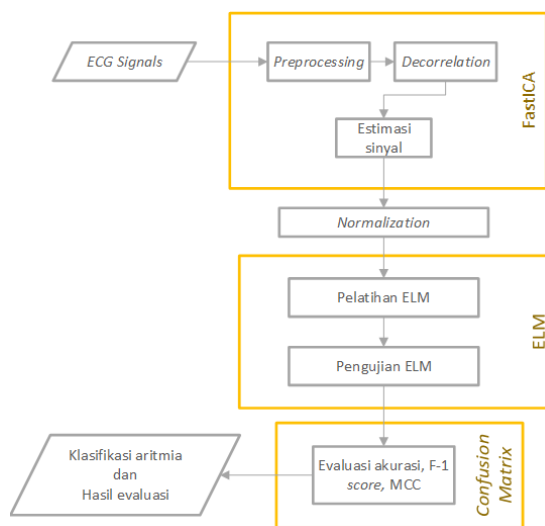 ECG Signals
Preprocessing
Decorrelation
Estimasi
sinyal
FastICA
Normalization
Pelatihan ELM
Pengujian ELM
ELM
Klasifikasi aritmia
dan
Hasil evaluasi
Evaluasi akurasi, F-1
score, MCC
Confusion
Matrix